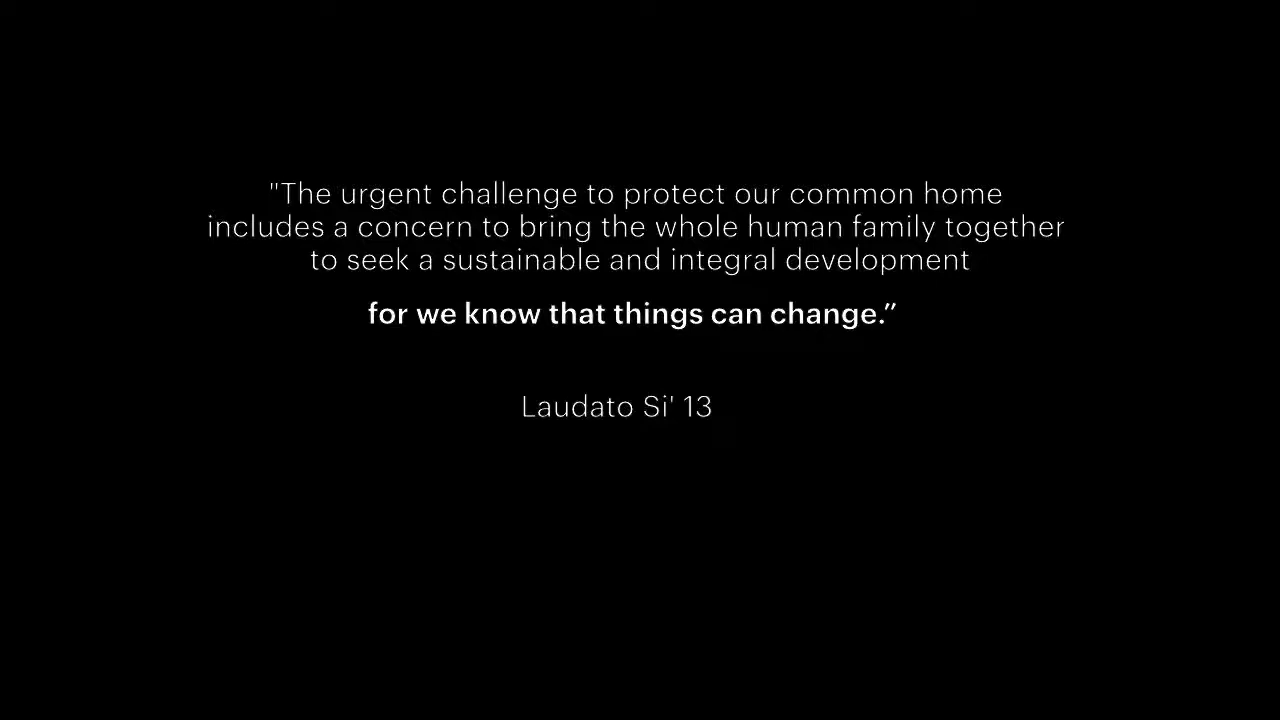 "The urgent challenge to protect our common home
includes a concern to bring the whole human family together
to seek a sustainable and integral development
for we know that things can change.”
Laudato Si' 13